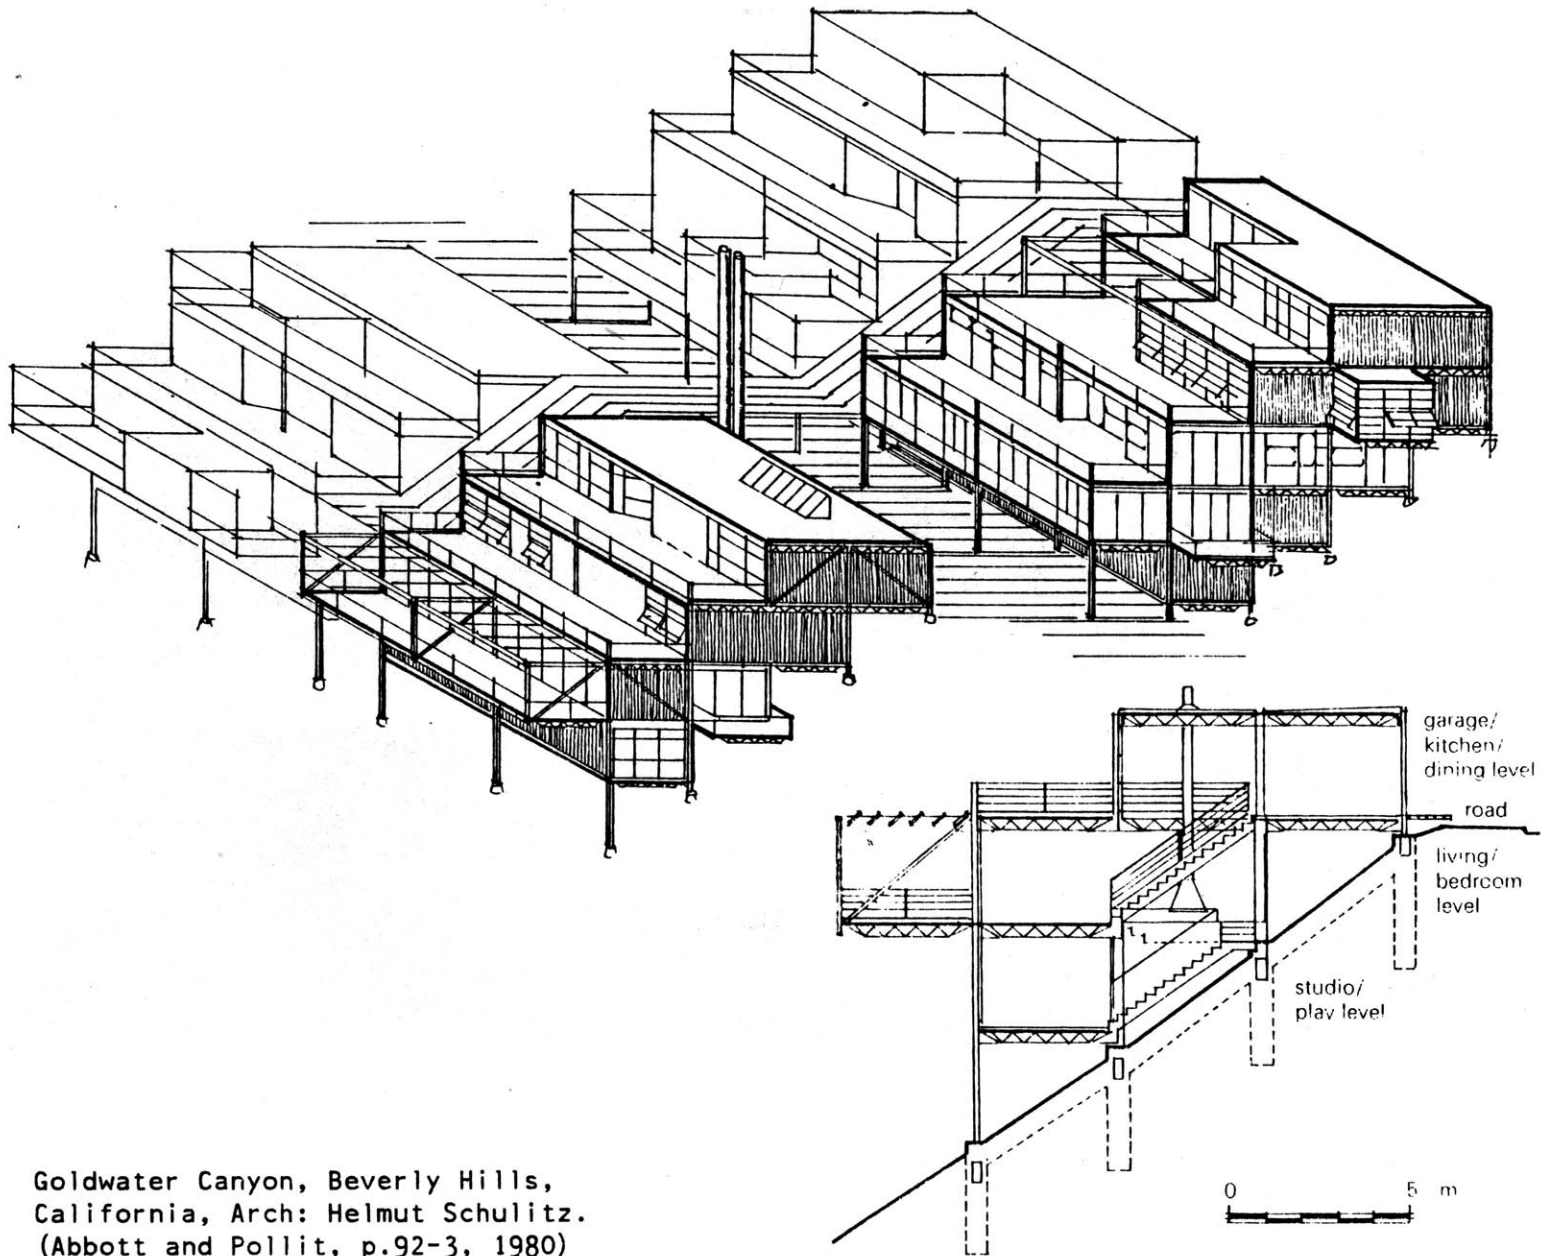 garage/
kitchen/
dining level
road
living/
bedroom
level
studio/
play level
0 5 m
Goldwater Canyon, Beverly Hills,
California, Arch: Helmut Schulitz.
(Abbott and Pollit, p.92-3, 1980)